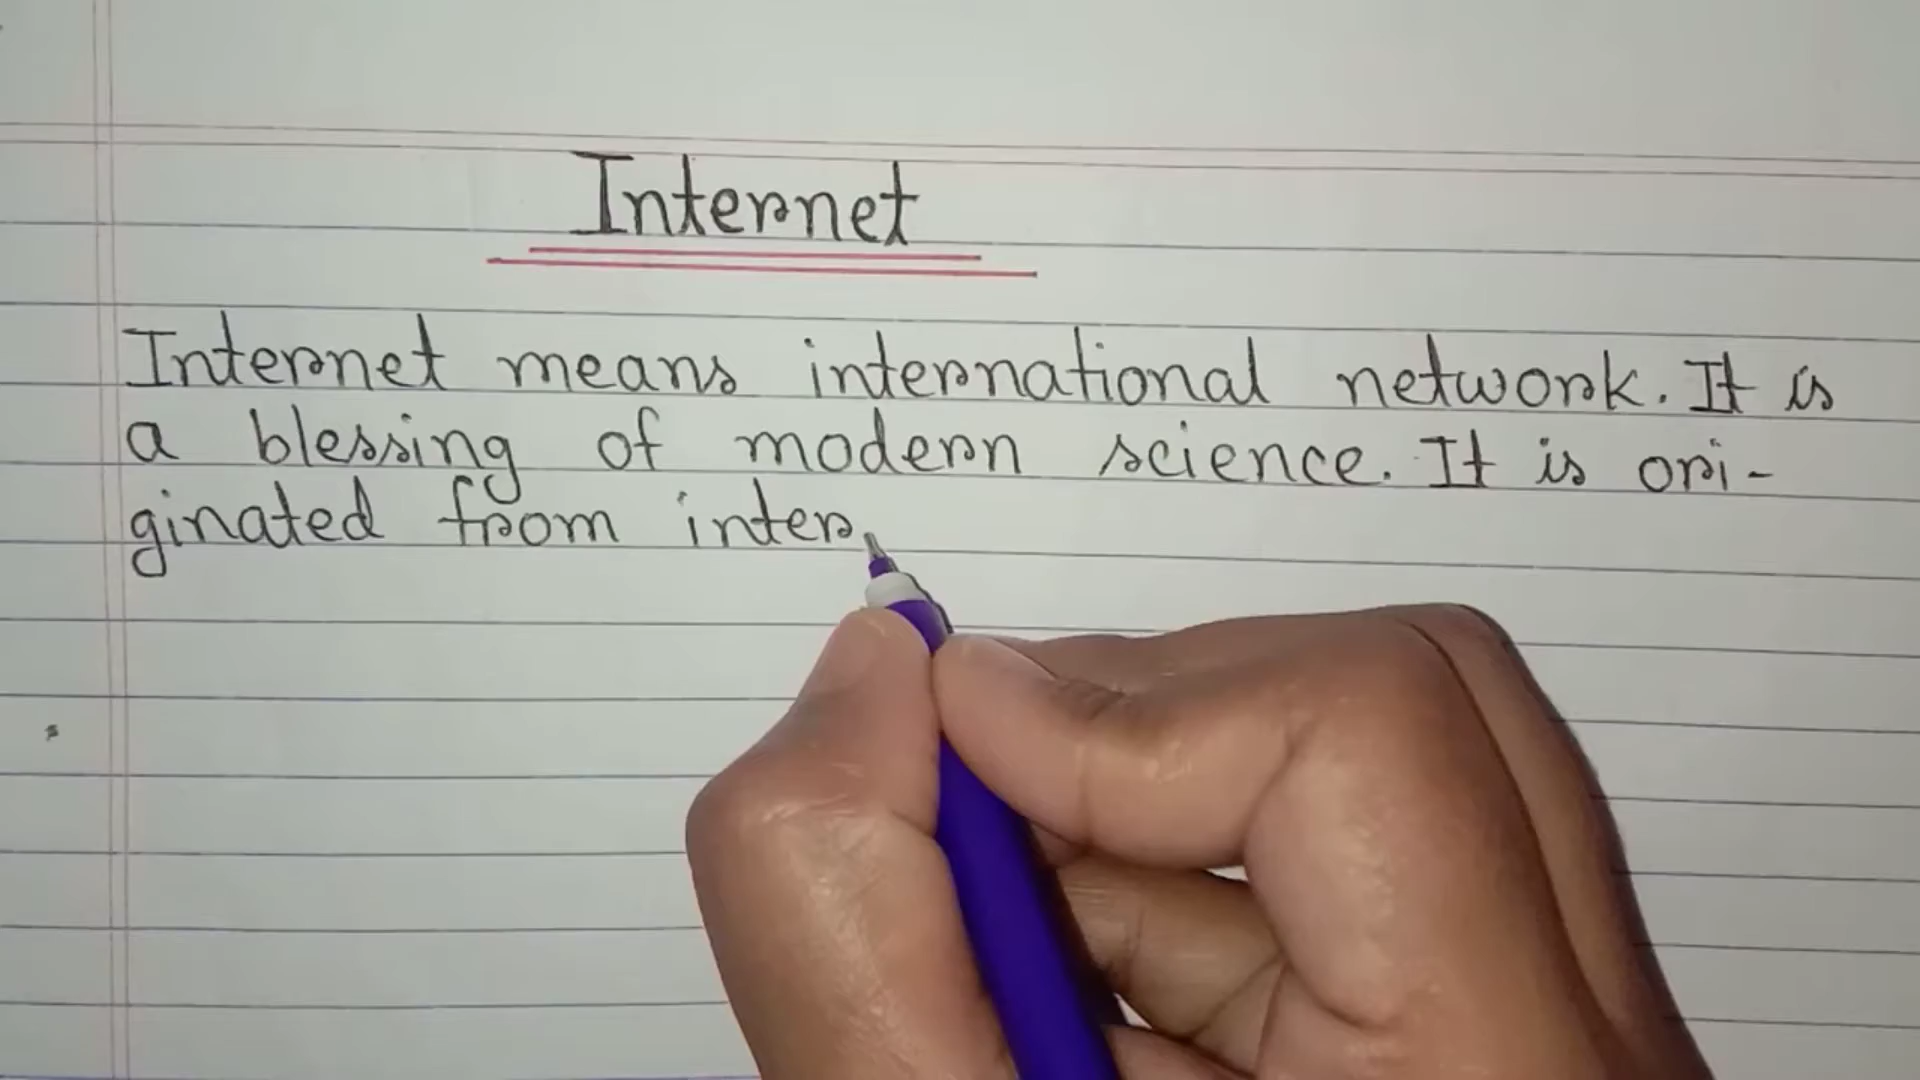 Internet
Internet means international network. It is
a blessing of modern science. It is ori-
ginated from inter